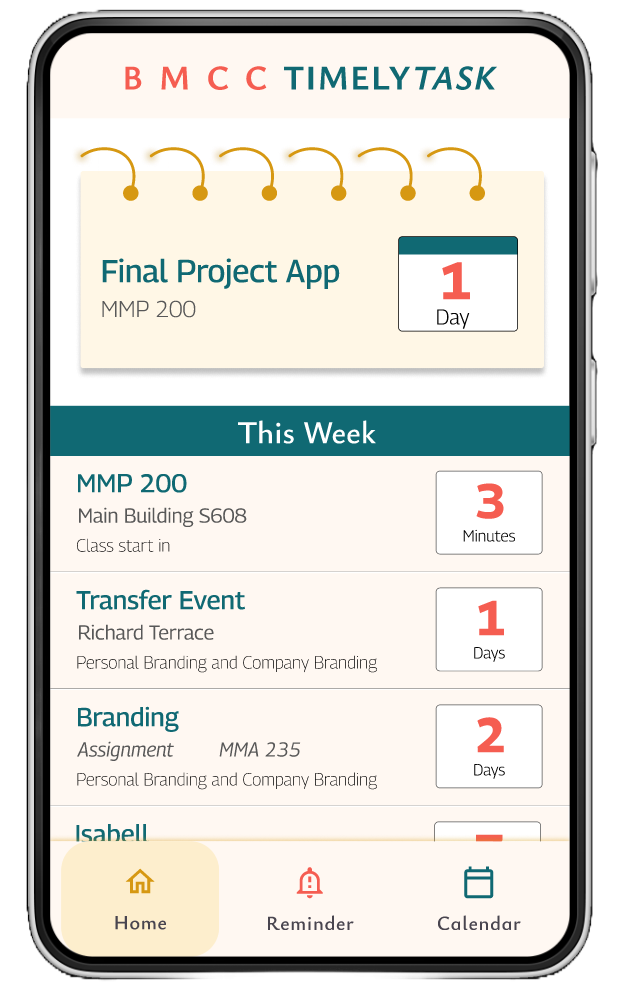 B M C C TIMELYTASK
Final Project App
MMP 200
1
Day
This Week
MMP 200
Main Building S608
Class start in
3
Minutes
Transfer Event
Richard Terrace
Personal Branding and Company Branding
1
Days
Branding
Assignment MMA 235
Personal Branding and Company Branding
2
Days
Isabell
Home
Reminder
Calendar